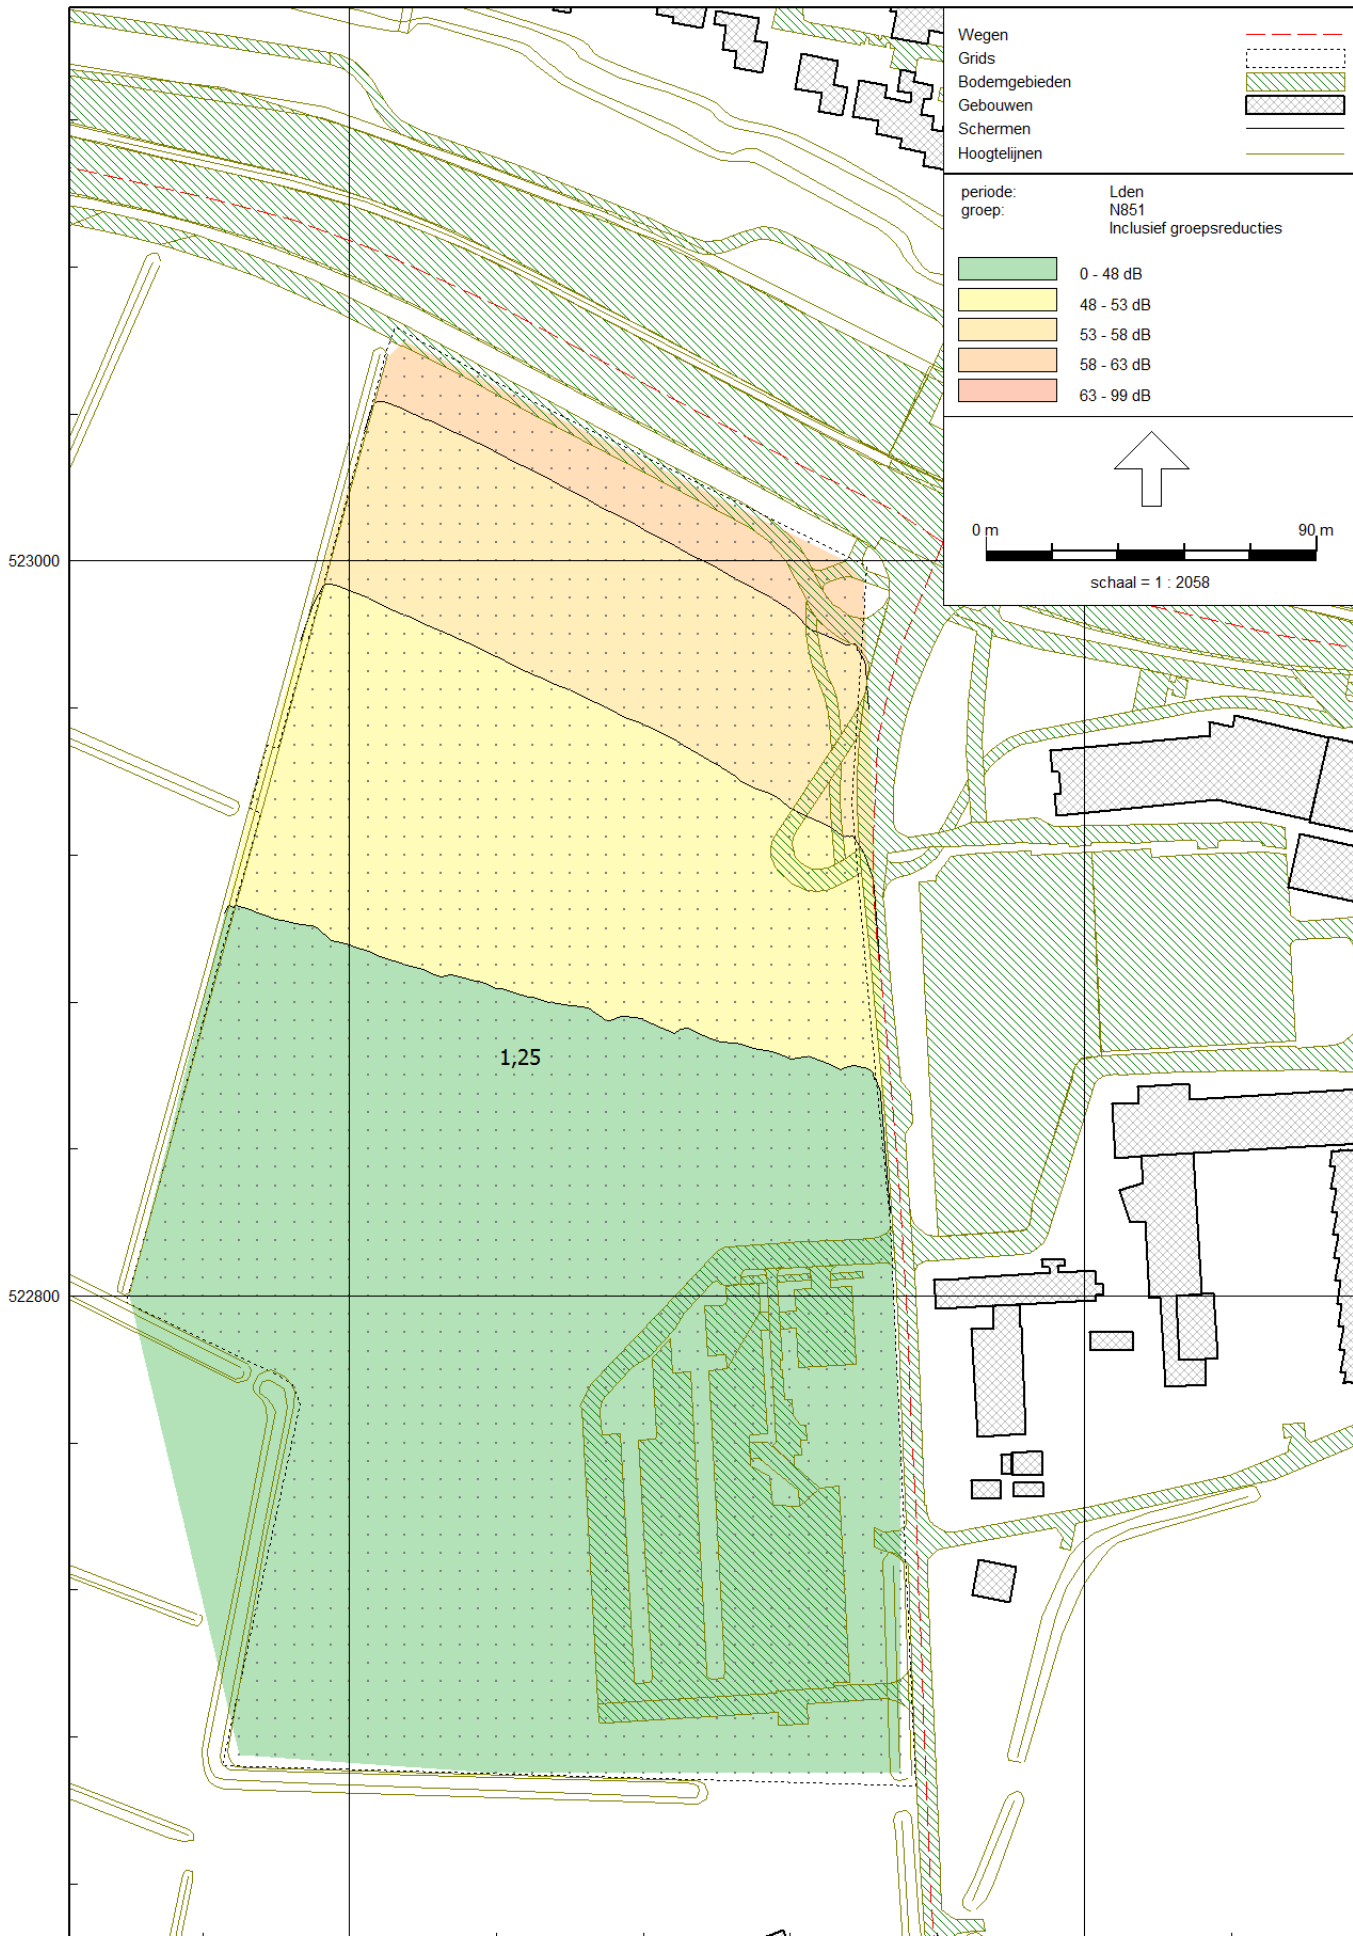 Wegen
Grids
Bodemgebieden
Gebouwen
Schermen
Hoogtelijnen
periode: Lden
groep: N851
Inclusief groepsreducties
0 - 48 dB
48 - 53 dB
53 - 58 dB
58 - 63 dB
63 - 99 dB
0 m 90 m
schaal = 1 : 2058
523000
1,25
522800